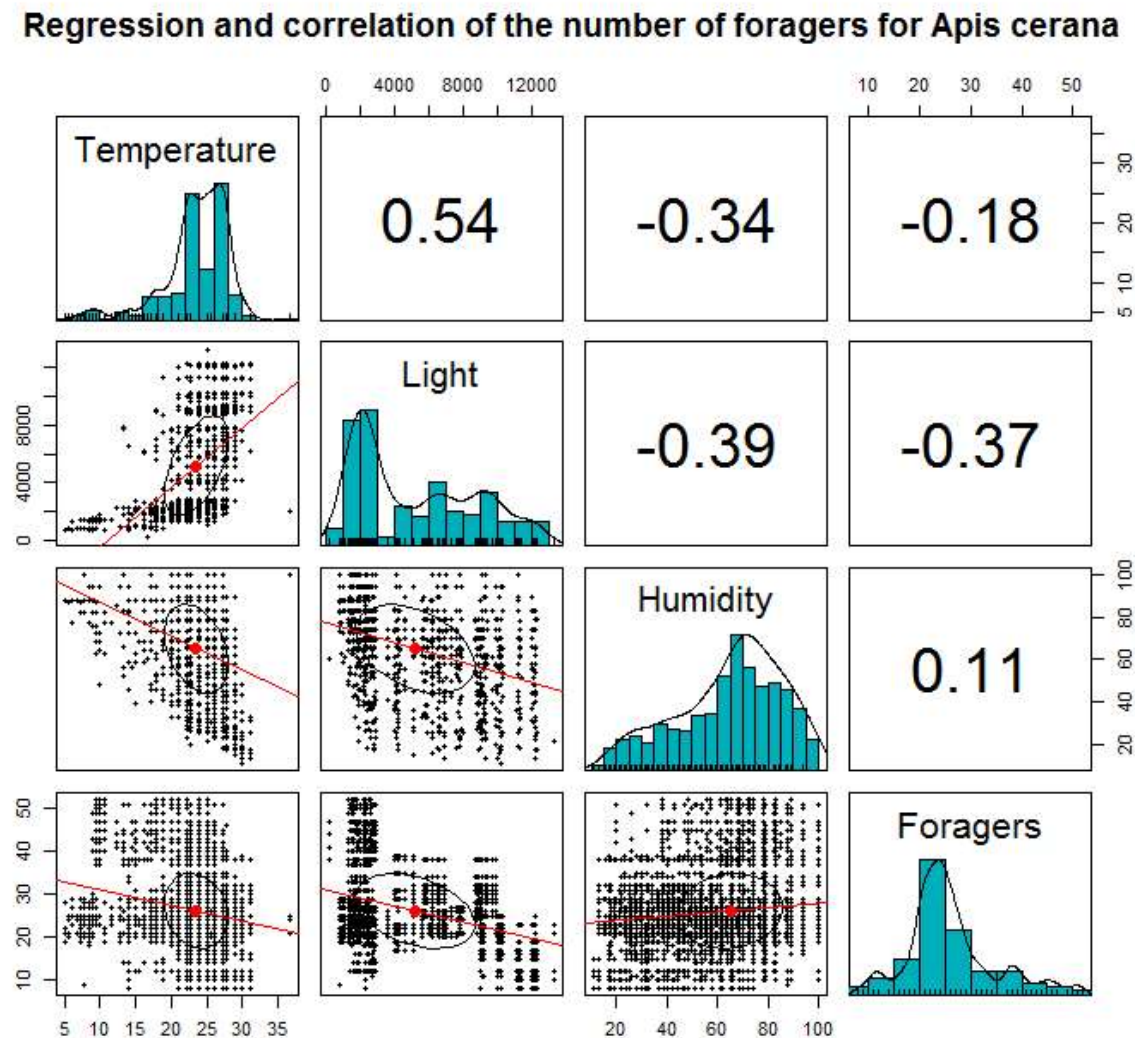 Regression and correlation of the number of foragers for Apis cerana
0 4000 8000 12000
10 20 30 40 50
Temperature
0.54
-0.34
-0.18
5 10 20 30
Light
-0.39
-0.37
0 4000 8000
Humidity
0.11
20 40 60 80 100
Foragers
10 20 30 40 50
5 10 15 20 25 30 35
20 40 60 80 100